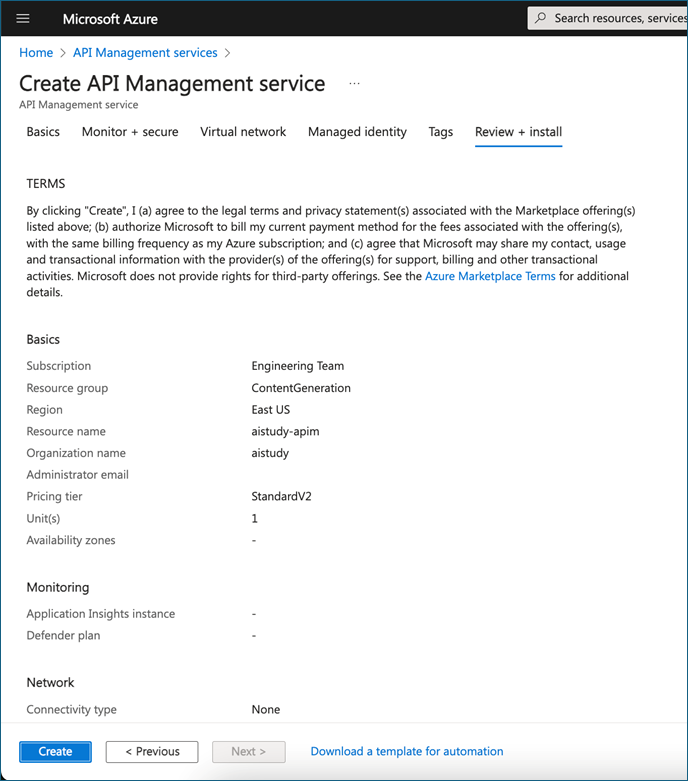 Microsoft Azure
Search resources, services
Home > API Management services >
Create API Management service ...
API Management service
Basics Monitor + secure Virtual network Managed identity Tags Review + install
TERMS
By clicking "Create", I (a) agree to the legal terms and privacy statement(s) associated with the Marketplace offering(s)
listed above; (b) authorize Microsoft to bill my current payment method for the fees associated with the offering(s),
with the same billing frequency as my Azure subscription; and (c) agree that Microsoft may share my contact, usage
and transactional information with the provider(s) of the offering(s) for support, billing and other transactional
activities. Microsoft does not provide rights for third-party offerings. See the Azure Marketplace Terms for additional
details.
Basics
Subscription Engineering Team
Resource group ContentGeneration
Region East US
Resource name aistudy-apim
Organization name aistudy
Administrator email
Pricing tier StandardV2
Unit(s) 1
Availability zones -
Monitoring
Application Insights instance -
Defender plan -
Network
Connectivity type None
Create < Previous Next > Download a template for automation